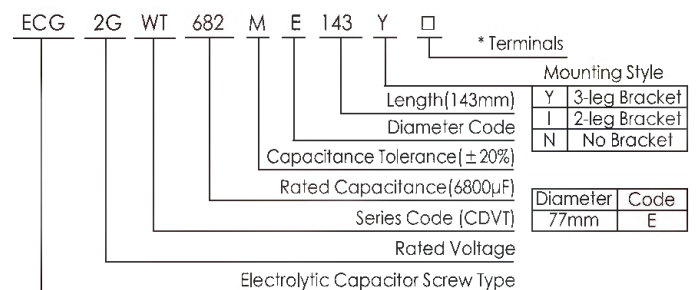 ECG 2G WT 682 M E 143 Y □
* Terminals
Mounting Style
Y 3-leg Bracket
I 2-leg Bracket
N No Bracket
Length(143mm)
Diameter Code
Capacitance Tolerance(±20%)
Rated Capacitance(6800µF)
Diameter Code
77mm E
Series Code (CDVT)
Rated Voltage
Electrolytic Capacitor Screw Type